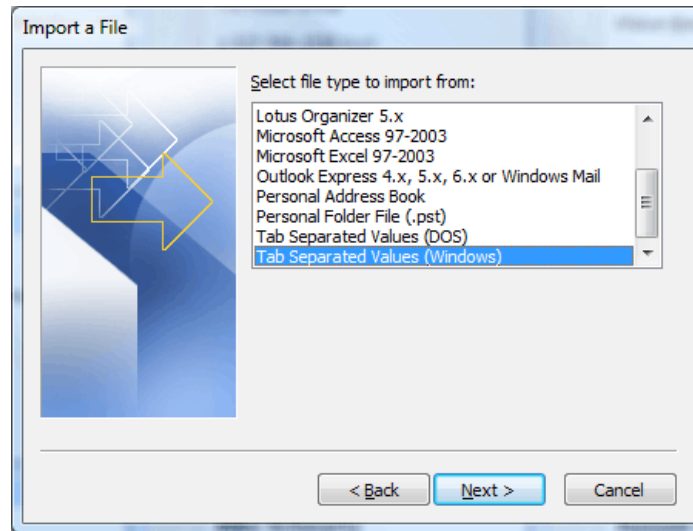 Import a File
Select file type to import from:
Lotus Organizer 5.x
Microsoft Access 97-2003
Microsoft Excel 97-2003
Outlook Express 4.x, 5.x, 6.x or Windows Mail
Personal Address Book
Personal Folder File (.pst)
Tab Separated Values (DOS)
Tab Separated Values (Windows)
< Back
Next >
Cancel